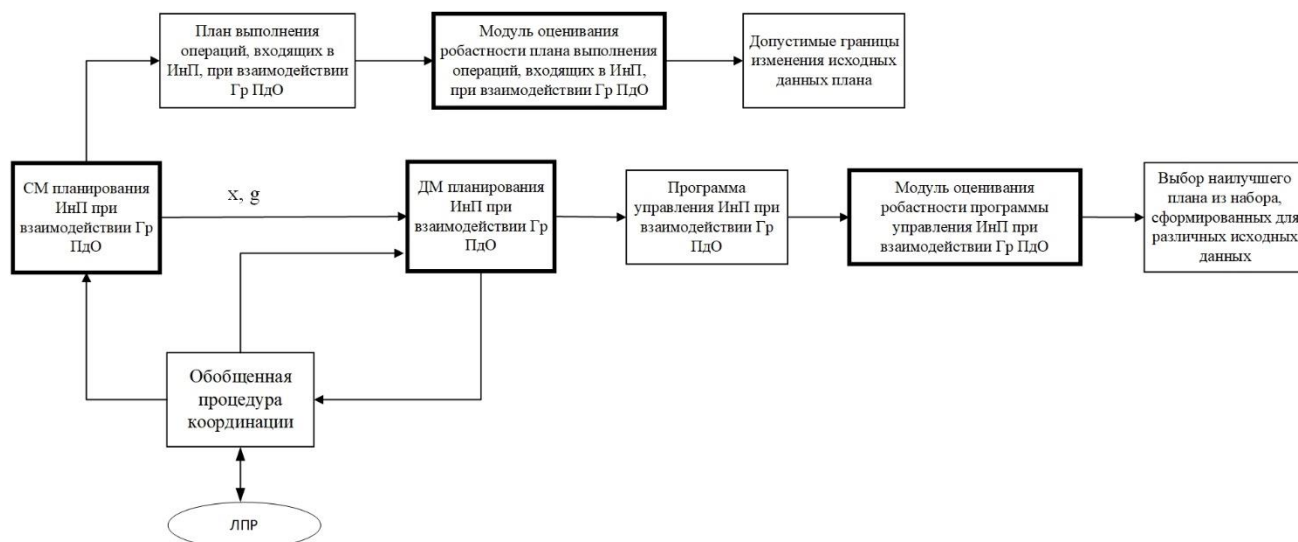 План выполнения
операций, входящих в
ИнП, при взаимодействии
Гр ПдО
Модуль оценивания
робастности плана выполнения
операций, входящих в ИнП,
при взаимодействии Гр ПдО
Допустимые границы
изменения исходных
данных плана
СМ планирования
ИнП при
взаимодействии Гр
ПдО
x, g
ДМ планирования
ИнП при
взаимодействии Гр
ПдО
Программа
управления ИнП при
взаимодействии Гр
ПдО
Модуль оценивания
робастности программы
управления ИнП при
взаимодействии Гр ПдО
Выбор наилучшего
плана из набора,
сформированных для
различных исходных
данных
Обобщенная
процедура
координации
ЛПР